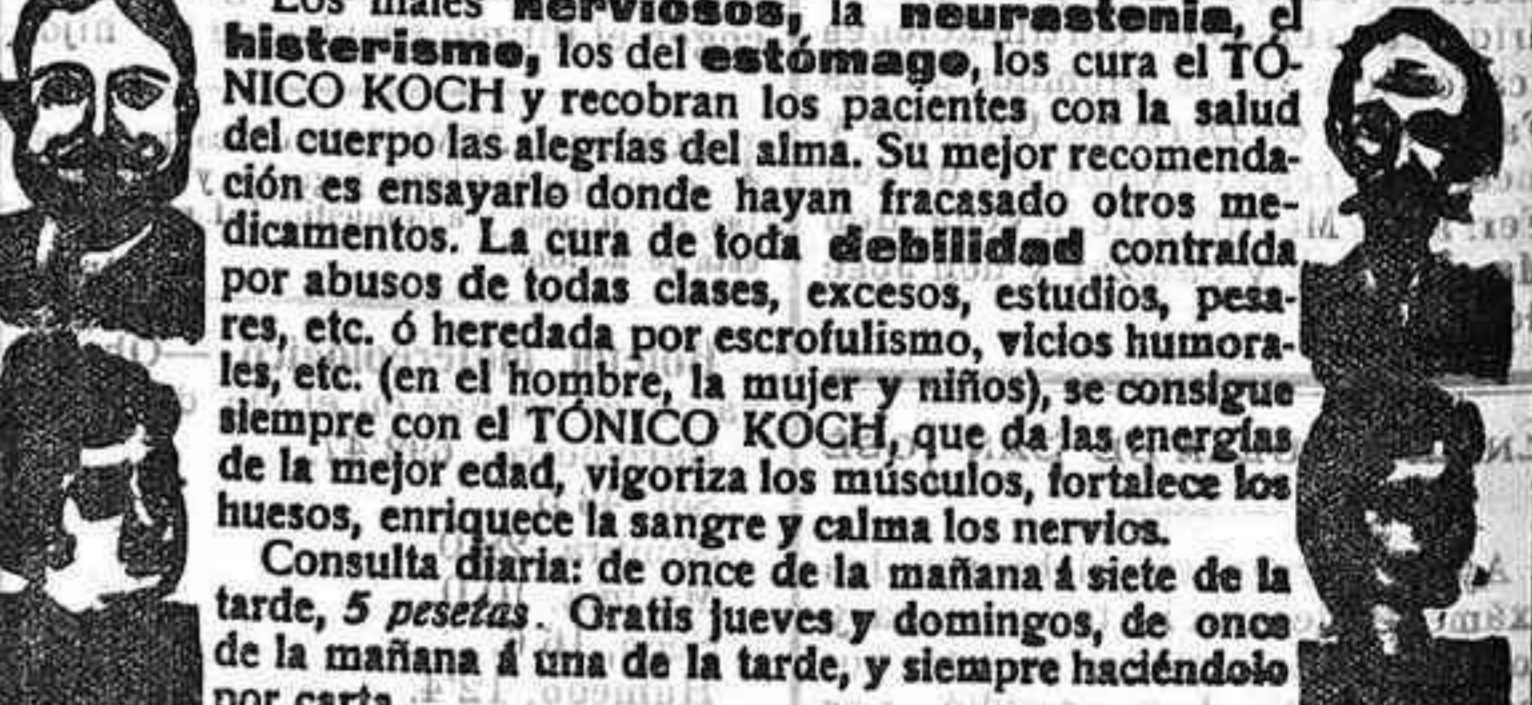 Los males nerviosos, la neurastenia, el
histerismo, los del estómago, los cura el TÓ-
NICO KOCH y recobran los pacientes con la salud
del cuerpo las alegrías del alma. Su mejor recomenda-
ción es ensayarlo donde hayan fracasado otros me-
dicamentos. La cura de toda debilidad contraída
por abusos de todas clases, excesos, estudios, pesa-
res, etc. ó heredada por escrofulismo, vicios humora-
les, etc. (en el hombre, la mujer y niños), se consigue
siempre con el TÓNICO KOCH, que da las energías
de la mejor edad, vigoriza los músculos, fortalece los
huesos, enriquece la sangre y calma los nervios.
Consulta diaria: de once de la mañana á siete de la
tarde, 5 pesetas. Gratis jueves y domingos, de once
de la mañana á una de la tarde, y siempre haciéndolo
por carta